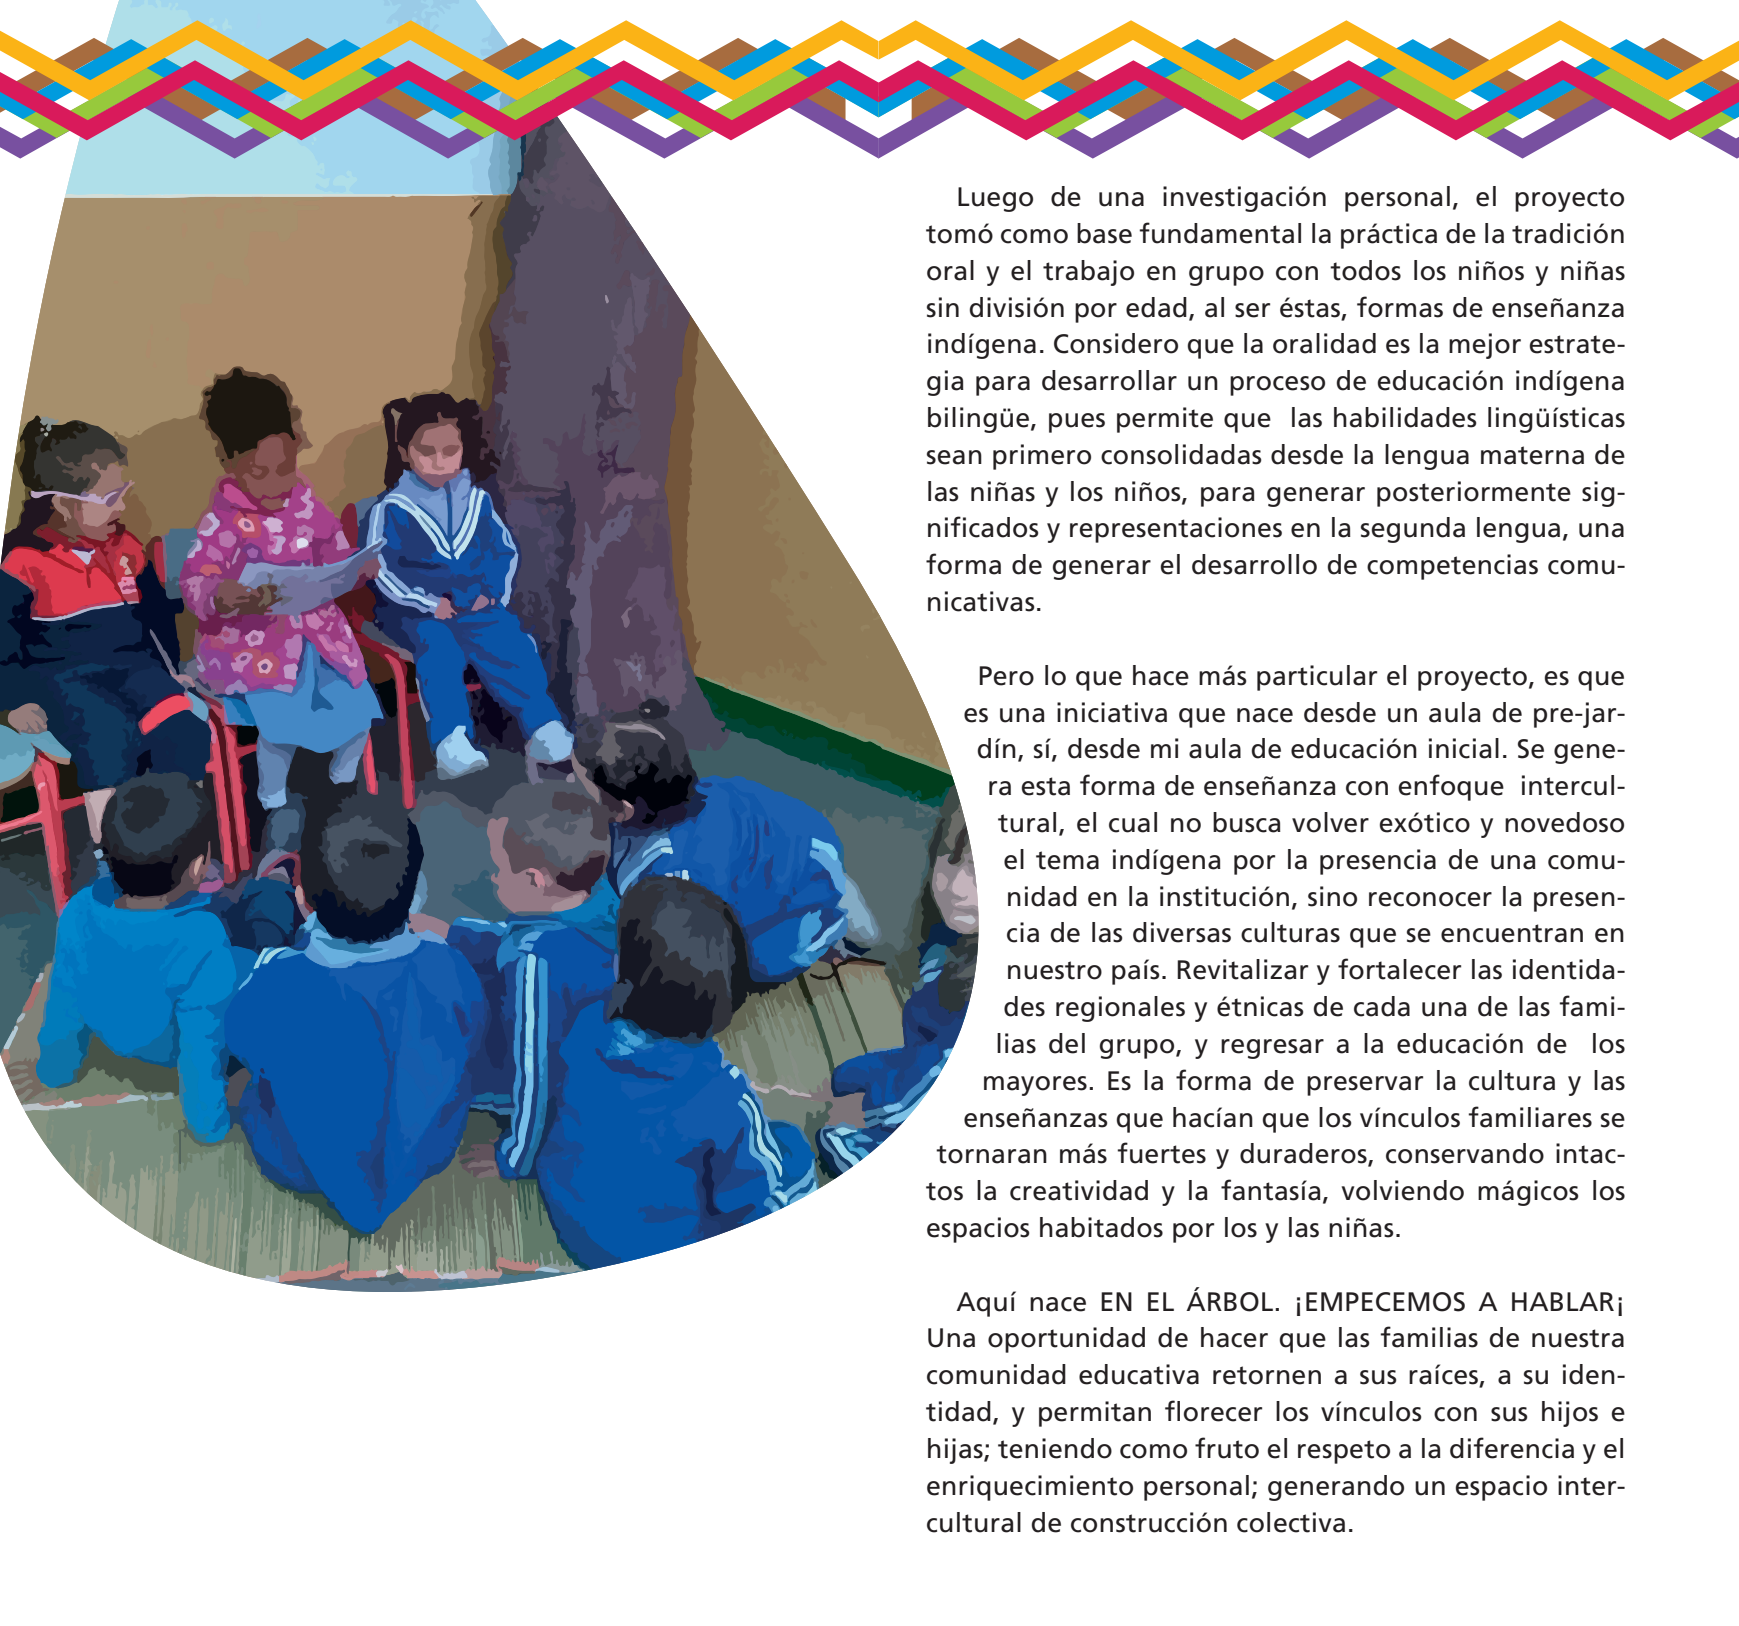 Luego de una investigación personal, el proyecto
tomó como base fundamental la práctica de la tradición
oral y el trabajo en grupo con todos los niños y niñas
sin división por edad, al ser éstas, formas de enseñanza
indígena. Considero que la oralidad es la mejor estrate-
gia para desarrollar un proceso de educación indígena
bilingüe, pues permite que las habilidades lingüísticas
sean primero consolidadas desde la lengua materna de
las niñas y los niños, para generar posteriormente sig-
nificados y representaciones en la segunda lengua, una
forma de generar el desarrollo de competencias comu-
nicativas.
Pero lo que hace más particular el proyecto, es que
es una iniciativa que nace desde un aula de pre-jar-
dín, sí, desde mi aula de educación inicial. Se gene-
ra esta forma de enseñanza con enfoque intercul-
tural, el cual no busca volver exótico y novedoso
el tema indígena por la presencia de una comu-
nidad en la institución, sino reconocer la presen-
cia de las diversas culturas que se encuentran en
nuestro país. Revitalizar y fortalecer las identida-
des regionales y étnicas de cada una de las fami-
lias del grupo, y regresar a la educación de los
mayores. Es la forma de preservar la cultura y las
enseñanzas que hacían que los vínculos familiares se
tornaran más fuertes y duraderos, conservando intac-
tos la creatividad y la fantasía, volviendo mágicos los
espacios habitados por los y las niñas.
Aquí nace EN EL ÁRBOL. ¡EMPECEMOS A HABLAR¡
Una oportunidad de hacer que las familias de nuestra
comunidad educativa retornen a sus raíces, a su iden-
tidad, y permitan florecer los vínculos con sus hijos e
hijas; teniendo como fruto el respeto a la diferencia y el
enriquecimiento personal; generando un espacio inter-
cultural de construcción colectiva.